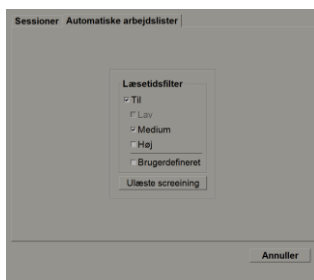 Sessioner Automatiske arbejdslister
Læsetidsfilter
Til
Lav
Medium
Høj
Brugerdefineret
Ulæste screeining
Annuller